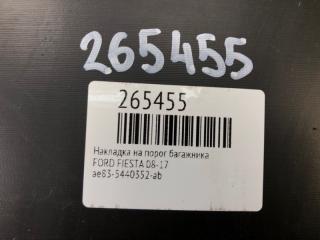 265455
265455
Накладка на порог багажника
FORD FIESTA 08-17
ae83-5440352-ab